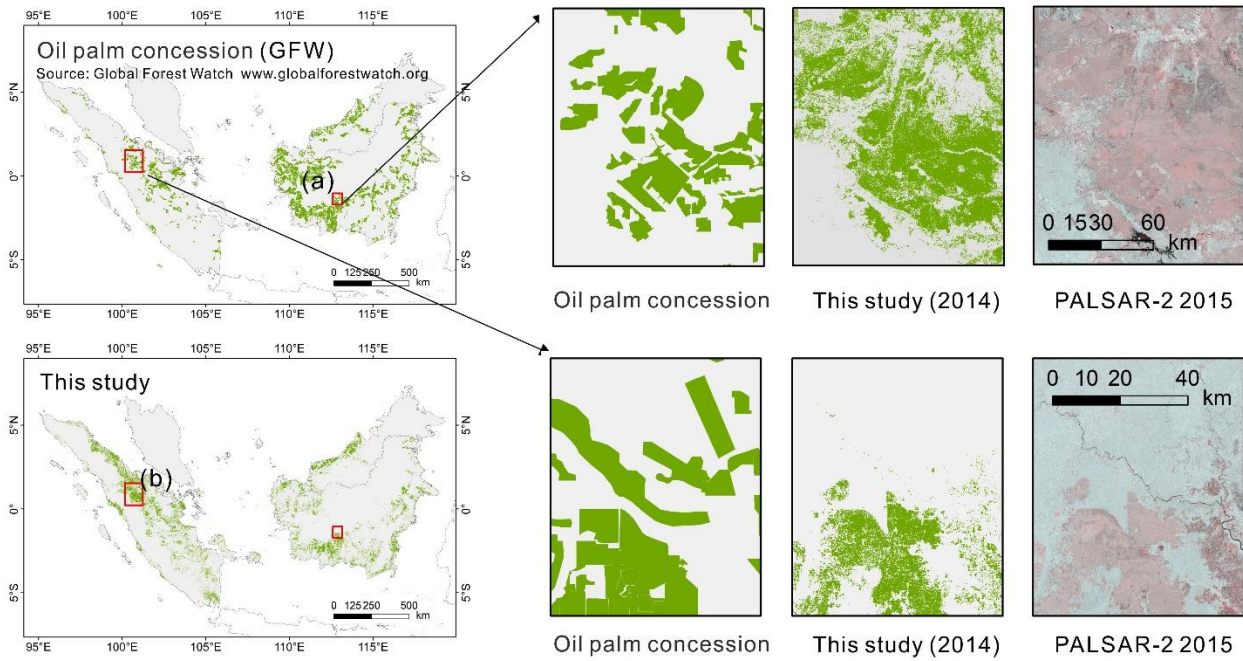 95°E 100°E 105°E 110°E 115°E
Oil palm concession (GFW)
Source: Global Forest Watch www.globalforestwatch.org
5°N
5°N
0°
0°
5°S
5°S
(a)
0 125 250 500
km
95°E 100°E 105°E 110°E 115°E
Oil palm concession
This study (2014)
0 15 30 60
km
PALSAR-2 2015
95°E 100°E 105°E 110°E 115°E
This study
5°N
5°N
0°
0°
5°S
5°S
(b)
0 125 250 500
km
95°E 100°E 105°E 110°E 115°E
Oil palm concession
This study (2014)
0 10 20 40
km
PALSAR-2 2015